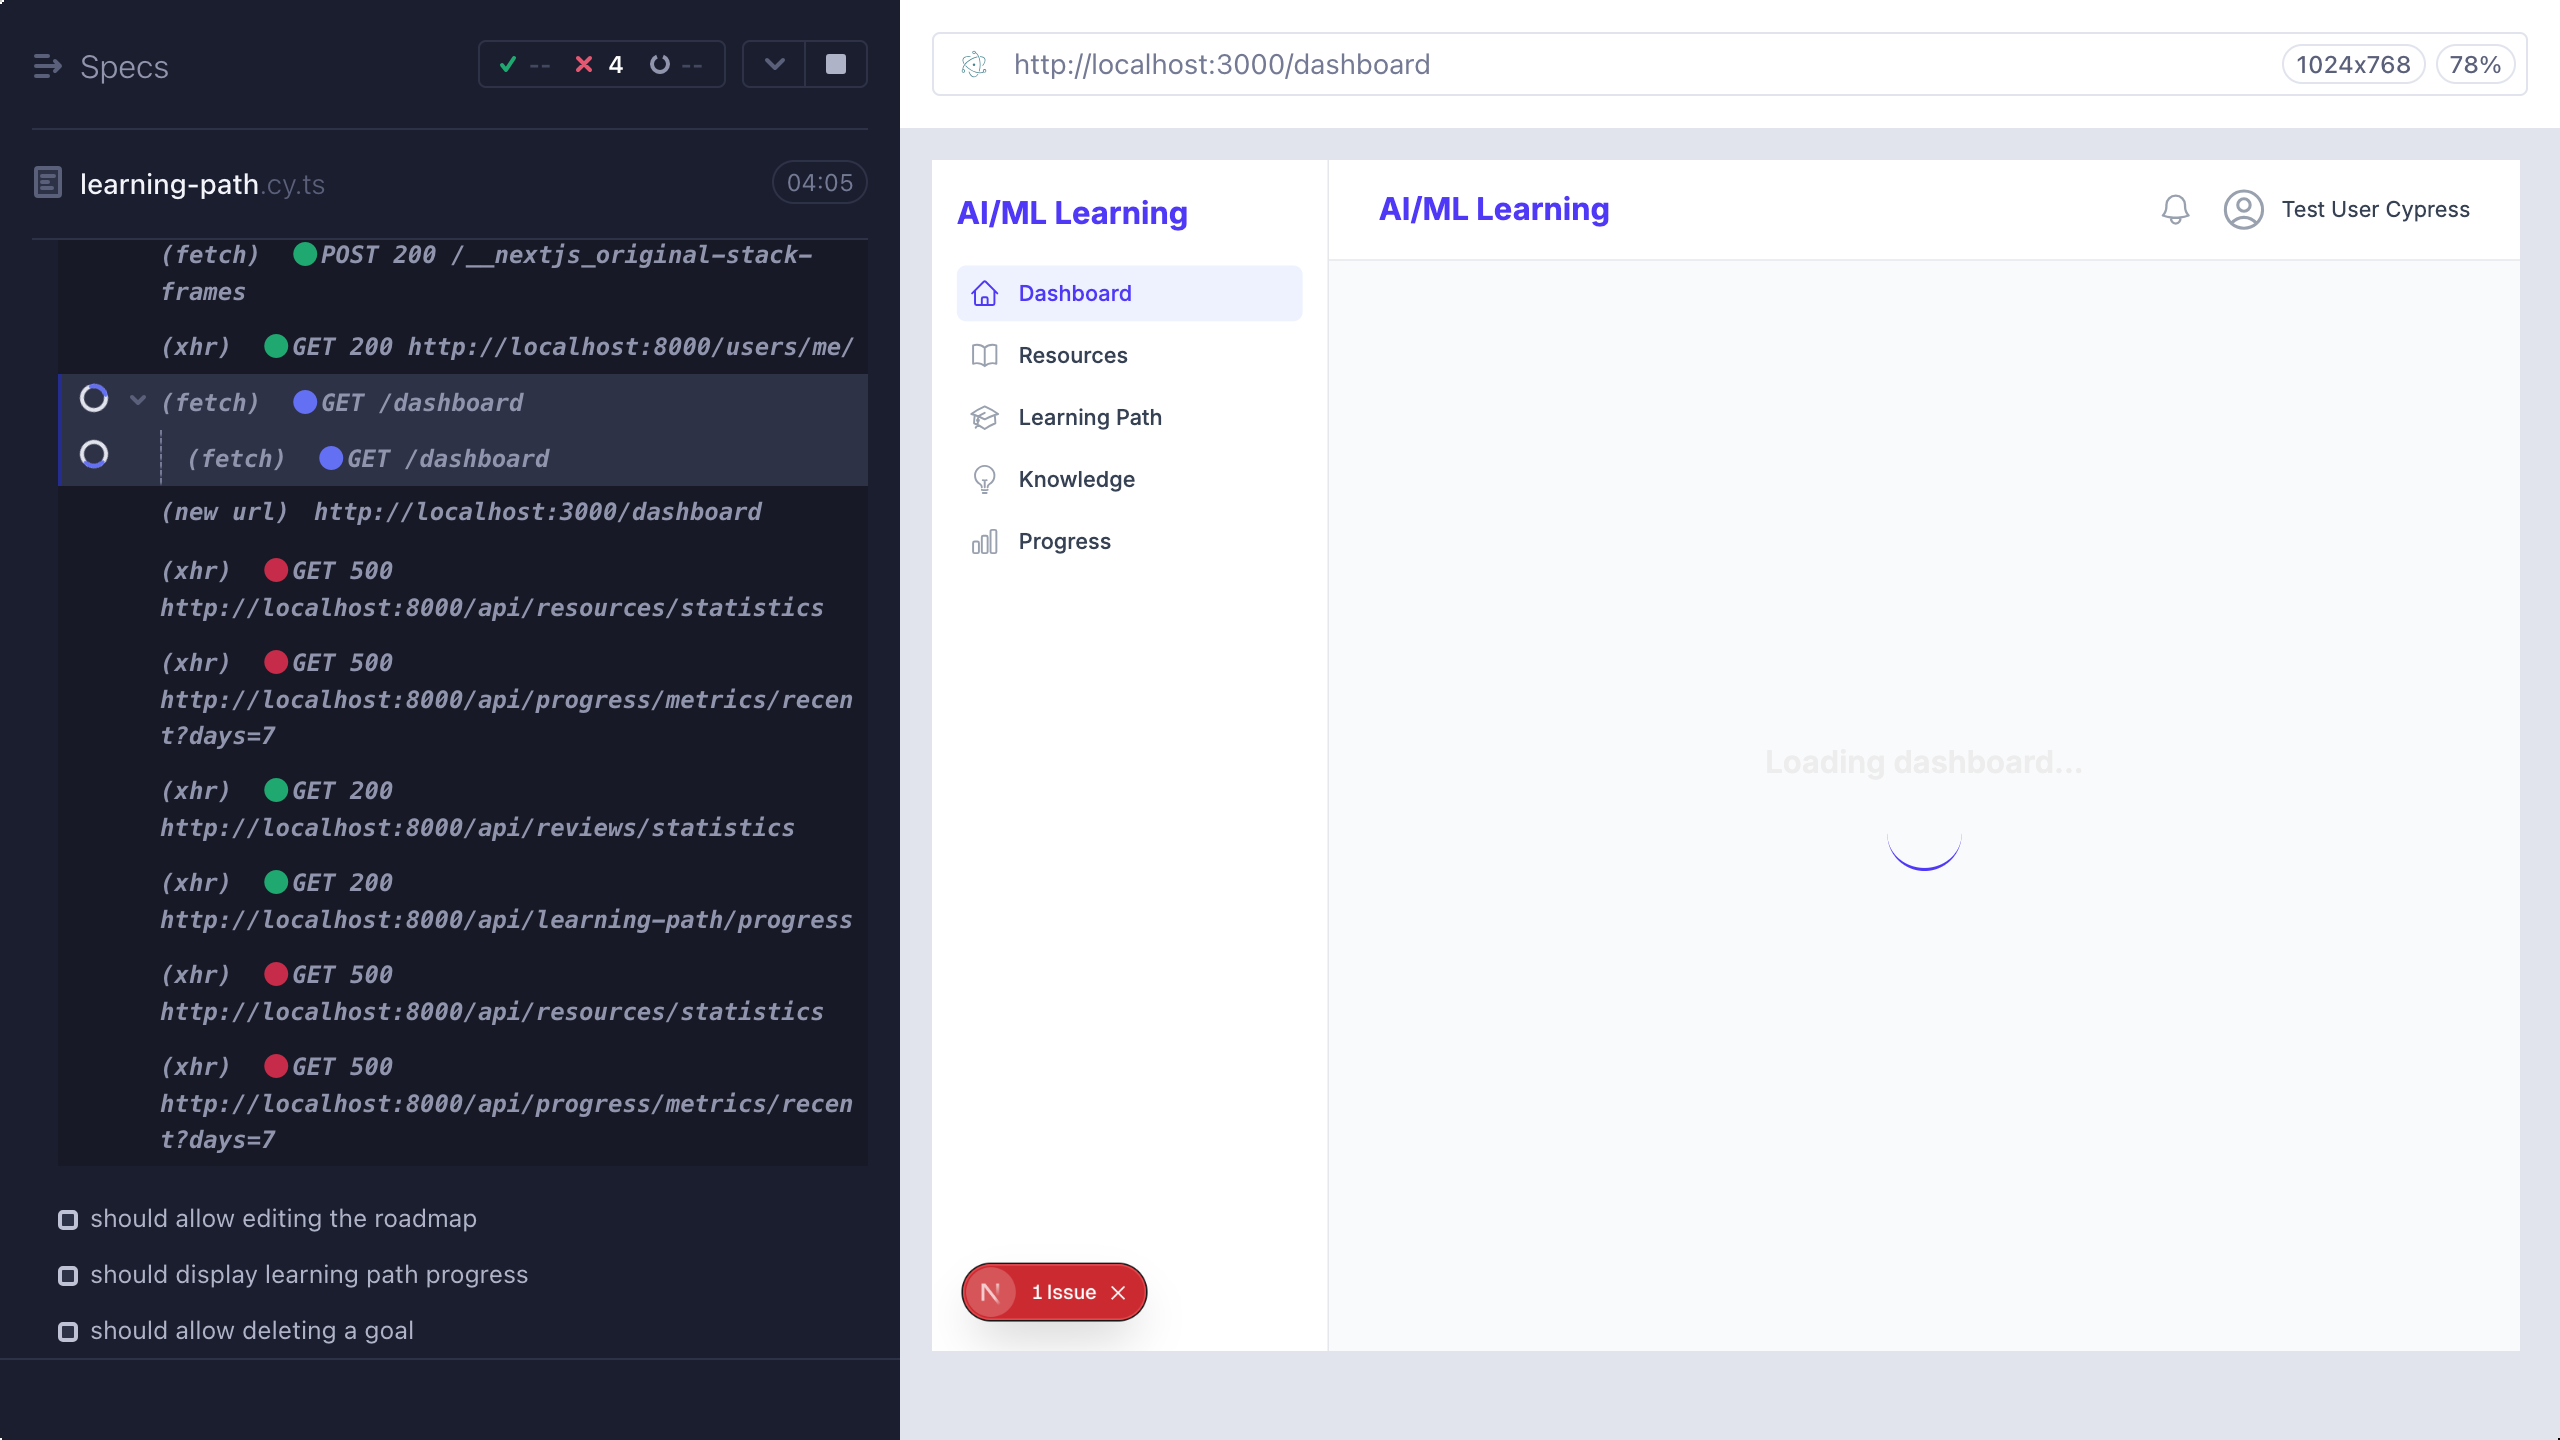 Specs
-- 4 --
learning-path.cy.ts
04:05
(fetch) POST 200 /__nextjs_original-stack-
frames
(xhr) GET 200 http://localhost:8000/users/me/
(fetch) GET /dashboard
(fetch) GET /dashboard
(new url) http://localhost:3000/dashboard
(xhr) GET 500
http://localhost:8000/api/resources/statistics
(xhr) GET 500
http://localhost:8000/api/progress/metrics/recen
t?days=7
(xhr) GET 200
http://localhost:8000/api/reviews/statistics
(xhr) GET 200
http://localhost:8000/api/learning-path/progress
(xhr) GET 500
http://localhost:8000/api/resources/statistics
(xhr) GET 500
http://localhost:8000/api/progress/metrics/recen
t?days=7
should allow editing the roadmap
should display learning path progress
should allow deleting a goal
http://localhost:3000/dashboard
1024x768
78%
AI/ML Learning
Dashboard
Resources
Learning Path
Knowledge
Progress
N 1 Issue
AI/ML Learning
Test User Cypress
Loading dashboard...